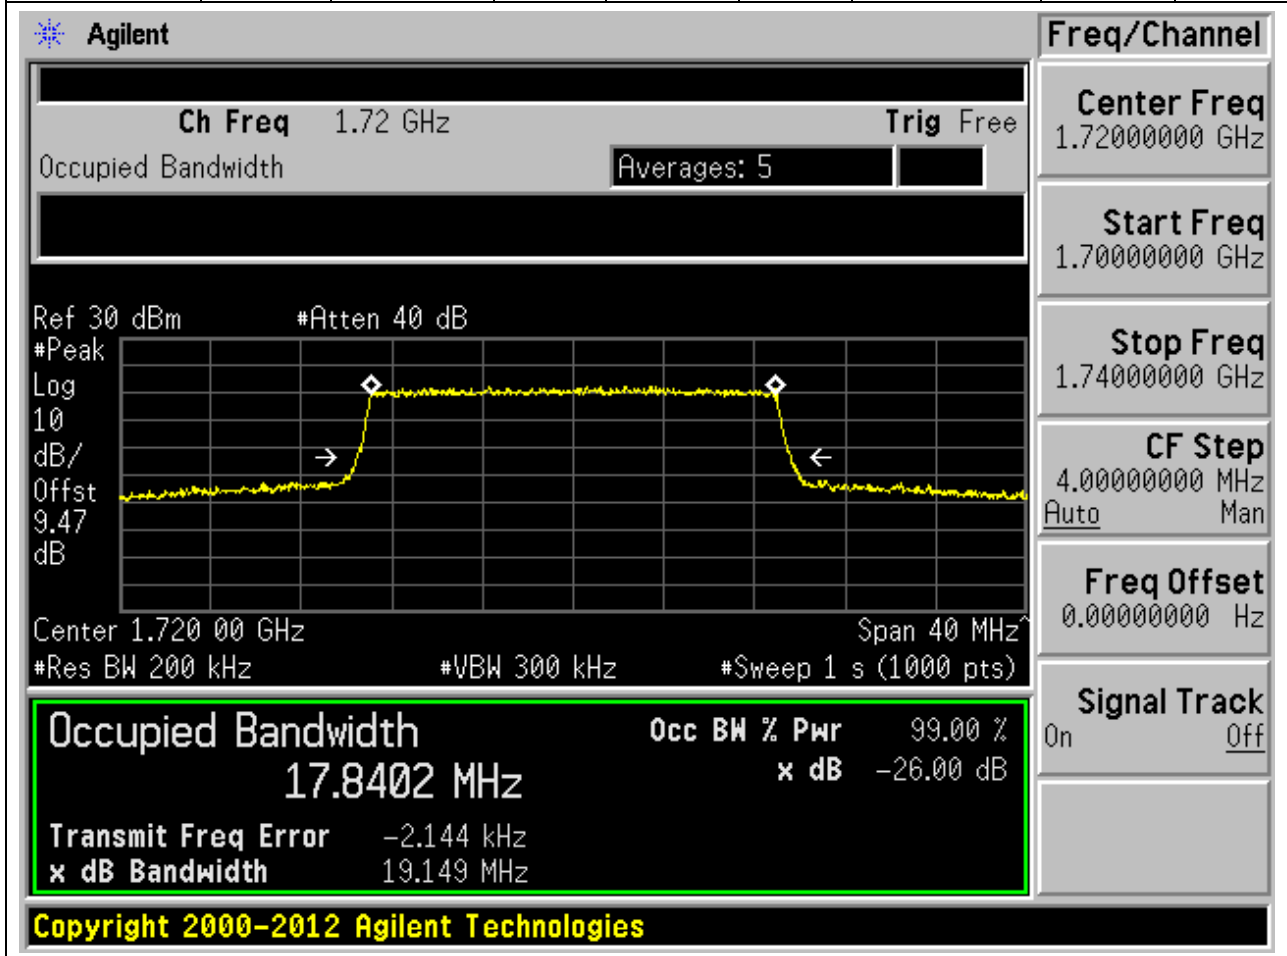 Agilent
Freq/Channel
Ch Freq 1.72 GHz Trig Free
Occupied Bandwidth Averages: 5
Center Freq
1.72000000 GHz
Start Freq
1.70000000 GHz
Stop Freq
1.74000000 GHz
CF Step
4.00000000 MHz
Auto Man
Freq Offset
0.00000000 Hz
Signal Track
On Off
Ref 30 dBm #Atten 40 dB
#Peak
Log
10
dB/
Offst
9.47
dB
Center 1.720 00 GHz Span 40 MHz^
#Res BW 200 kHz #VBW 300 kHz #Sweep 1 s (1000 pts)
Occupied Bandwidth
17.8402 MHz
Occ BW % Pwr 99.00 %
x dB -26.00 dB
Transmit Freq Error -2.144 kHz
x dB Bandwidth 19.149 MHz
Copyright 2000-2012 Agilent Technologies